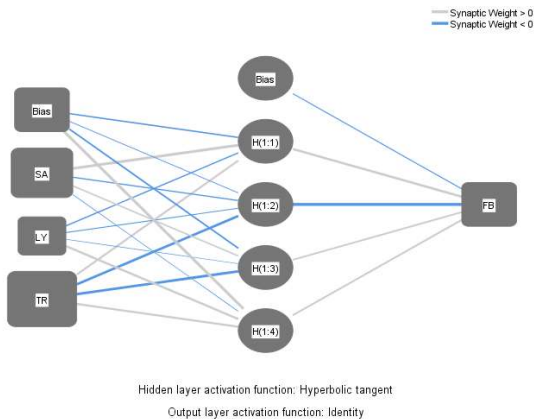 Synaptic Weight > 0
Synaptic Weight < 0
Bias
Bias
H(1:1)
SA
H(1:2)
FB
LY
H(1:3)
TR
H(1:4)
Hidden layer activation function: Hyperbolic tangent
Output layer activation function: Identity